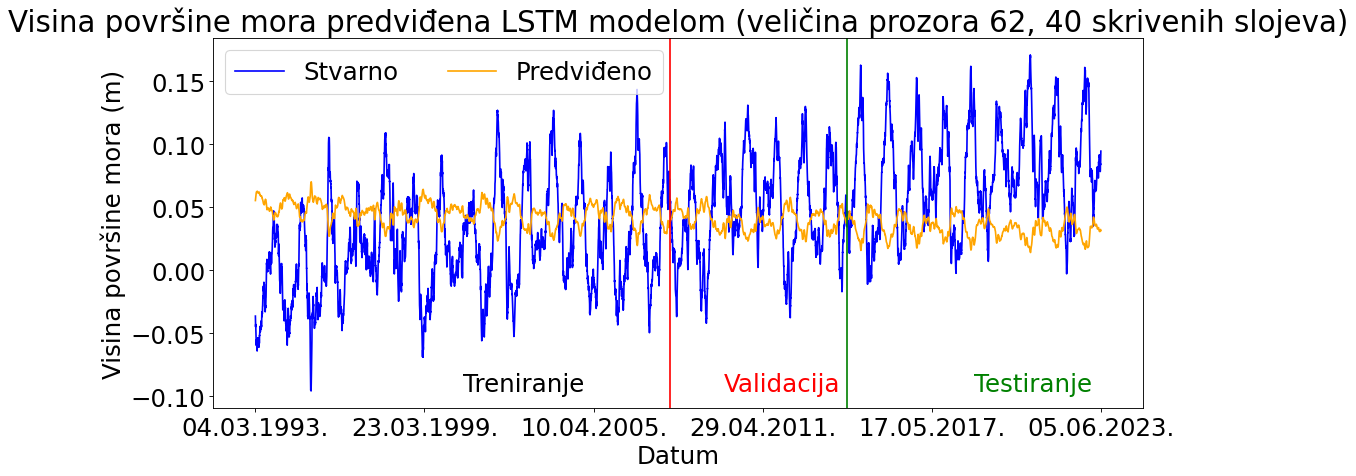 Visina površine mora predviđena LSTM modelom (veličina prozora 62, 40 skrivenih slojeva)
Stvarno
Predviđeno
Visina površine mora (m)
0.15
0.10
0.05
0.00
−0.05
−0.10
Treniranje
Validacija
Testiranje
04.03.1993.
23.03.1999.
10.04.2005.
29.04.2011.
17.05.2017.
05.06.2023.
Datum